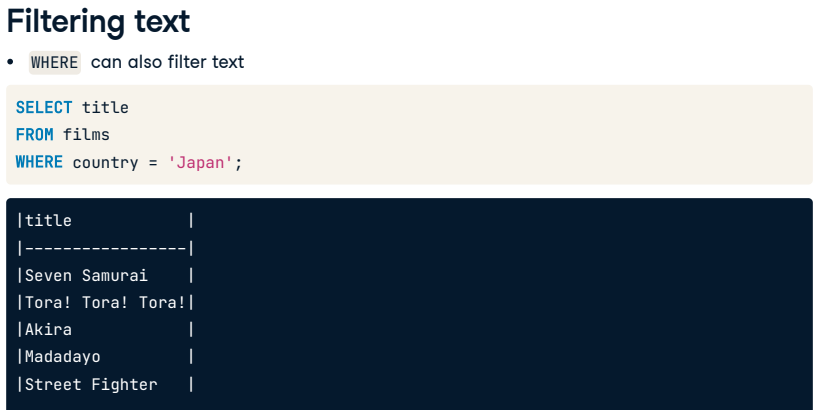 Filtering text
• WHERE can also filter text
SELECT title
FROM films
WHERE country = 'Japan';
|title            |
|-----------------|
|Seven Samurai    |
|Tora! Tora! Tora!|
|Akira            |
|Madadayo         |
|Street Fighter   |